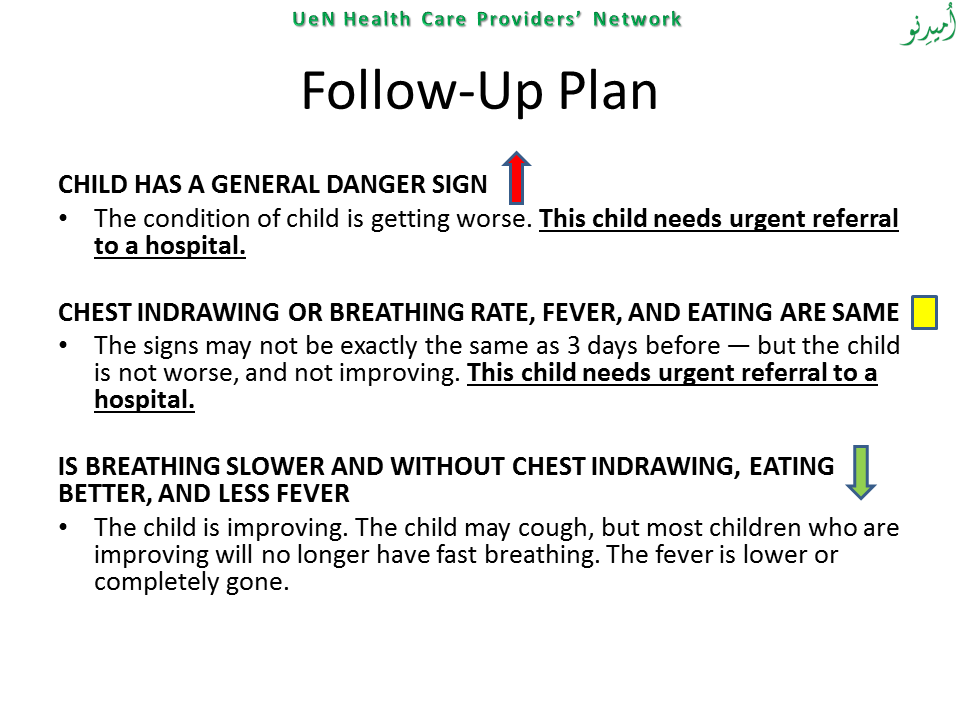 UeN Health Care Providers’ Network
اُمیدِنو
Follow-Up Plan
CHILD HAS A GENERAL DANGER SIGN
• The condition of child is getting worse. This child needs urgent referral
to a hospital.
CHEST INDRAWING OR BREATHING RATE, FEVER, AND EATING ARE SAME
• The signs may not be exactly the same as 3 days before — but the child
is not worse, and not improving. This child needs urgent referral to a
hospital.
IS BREATHING SLOWER AND WITHOUT CHEST INDRAWING, EATING
BETTER, AND LESS FEVER
• The child is improving. The child may cough, but most children who are
improving will no longer have fast breathing. The fever is lower or
completely gone.